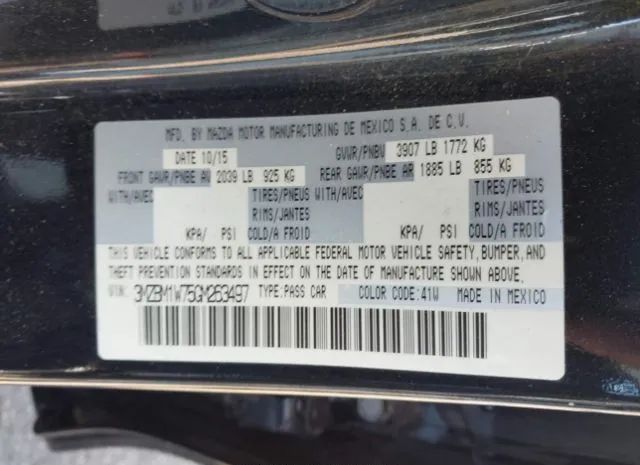 MFD. BY MAZDA MOTOR MANUFACTURING DE MEXICO S.A. DE C.V.
DATE 10/15 GVWR/PNBV 3907 LB 1772 KG
FRONT GAWR/PNBE AV 2039 LB 925 KG REAR GAWR/PNBE AR 1885 LB 855 KG
WITH/AVEC TIRES/PNEUS WITH/AVEC TIRES/PNEUS
RIMS/JANTES RIMS/JANTES
KPA/ PSI COLD/A FROID KPA/ PSI COLD/A FROID
THIS VEHICLE CONFORMS TO ALL APPLICABLE FEDERAL MOTOR VEHICLE SAFETY, BUMPER, AND
THEFT PREVENTION STANDARDS IN EFFECT ON THE DATE OF MANUFACTURE SHOWN ABOVE.
VIN: 3MZBM1W75GM263497 TYPE:PASS CAR COLOR CODE:41W MADE IN MEXICO